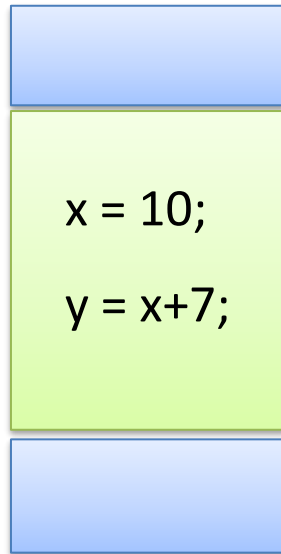 x = 10;
y = x+7;